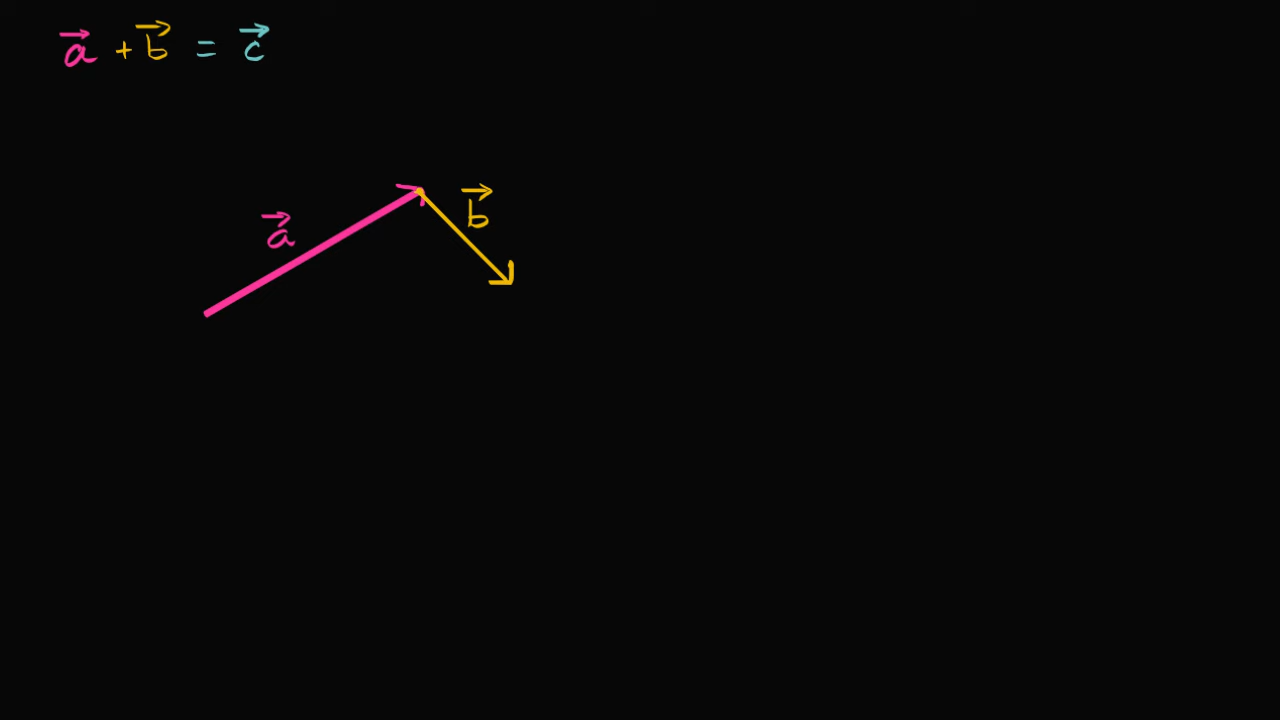 a⃗ + b⃗ = c⃗
a⃗
b⃗